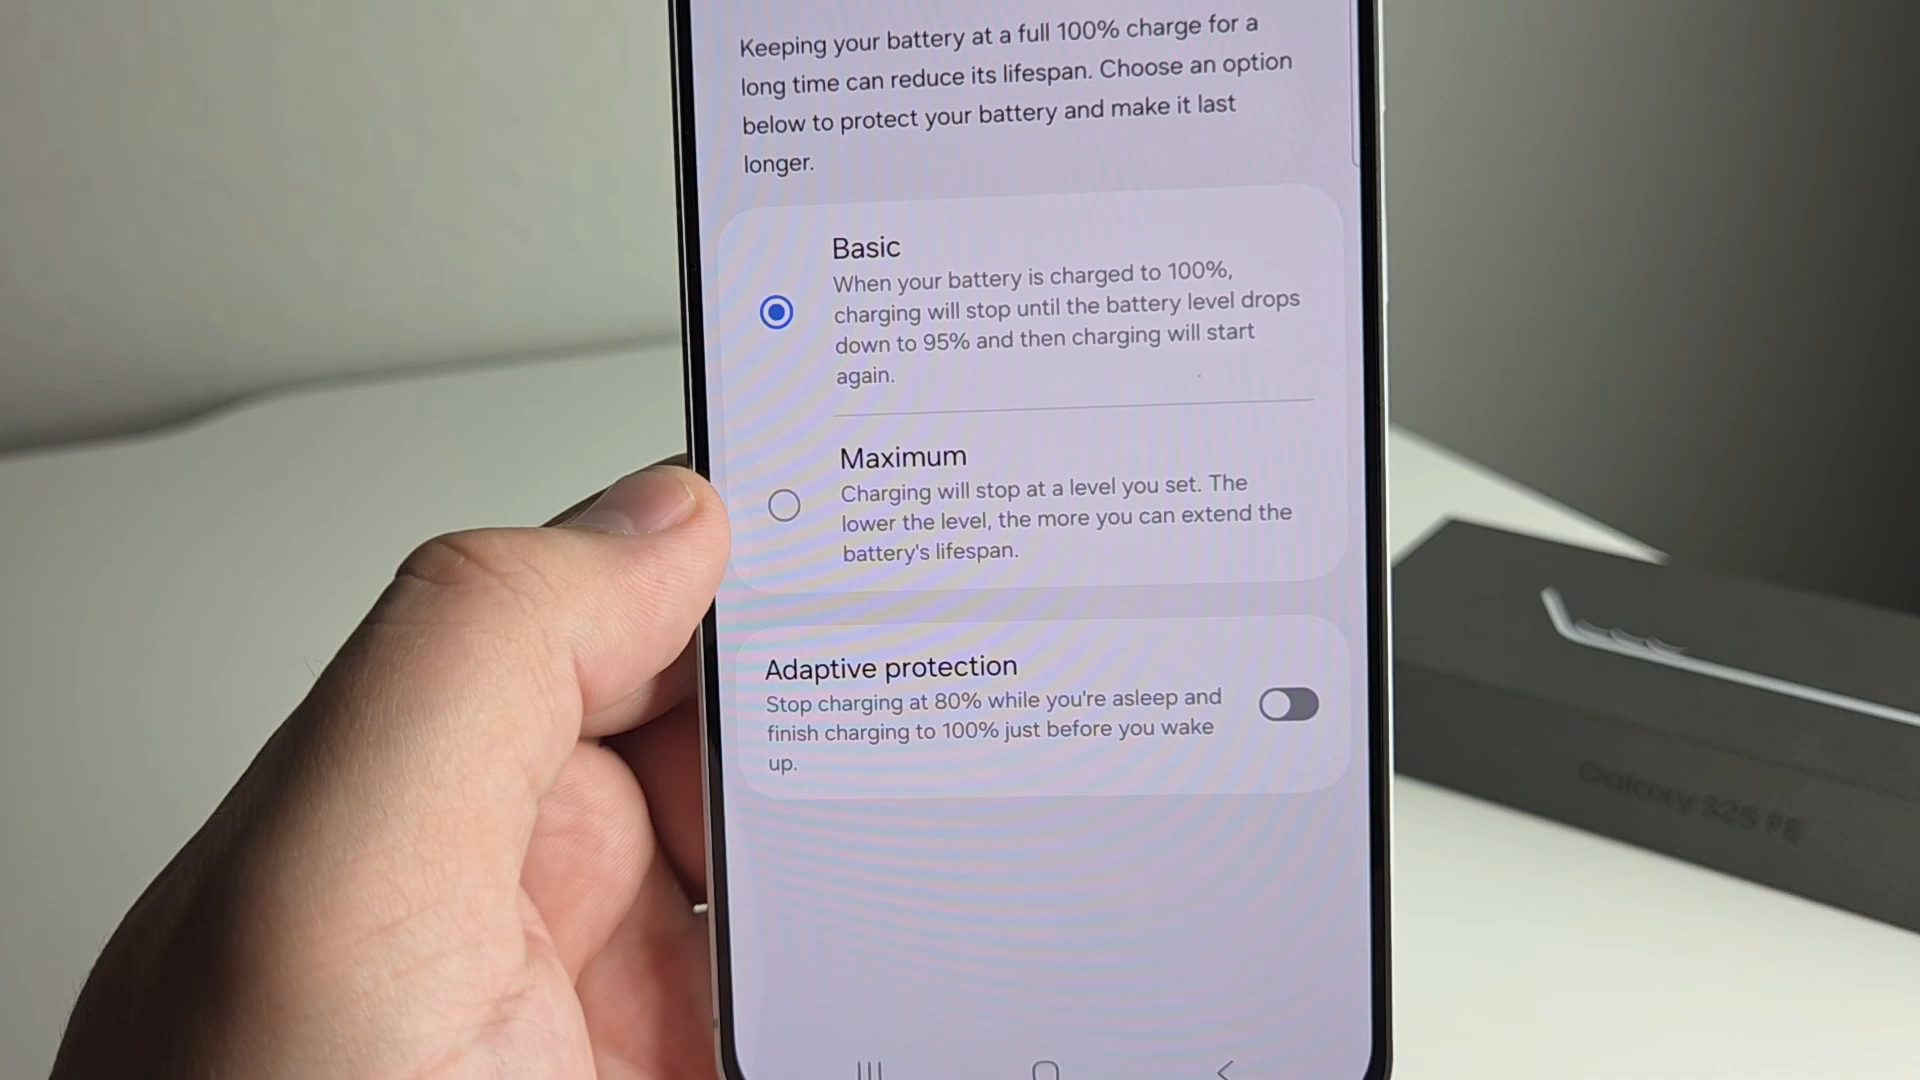 Keeping your battery at a full 100% charge for a
long time can reduce its lifespan. Choose an option
below to protect your battery and make it last
longer.
Basic
When your battery is charged to 100%,
charging will stop until the battery level drops
down to 95% and then charging will start
again.
Maximum
Charging will stop at a level you set. The
lower the level, the more you can extend the
battery's lifespan.
Adaptive protection
Stop charging at 80% while you're asleep and
finish charging to 100% just before you wake
up.
Galaxy S25 FE